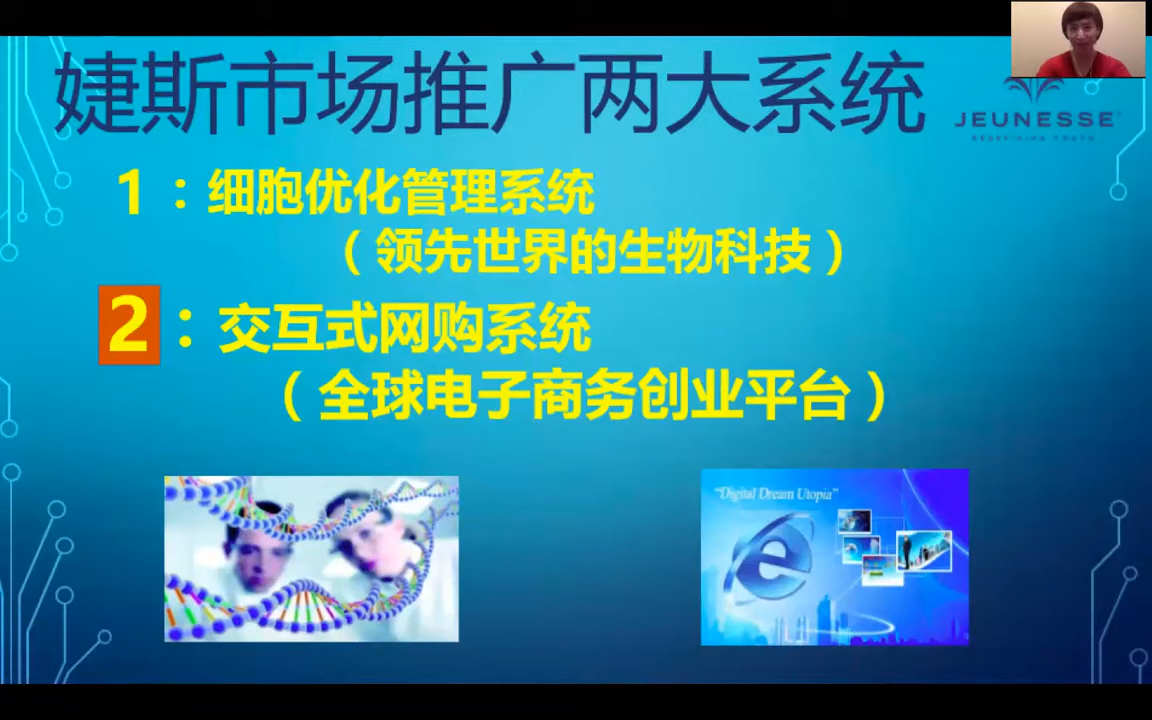 婕斯市场推广两大系统
JEUNESSE
REDEFINING YOUTH
1：细胞优化管理系统
（领先世界的生物科技）
2：交互式网购系统
（全球电子商务创业平台）
“Digital Dream Utopia”